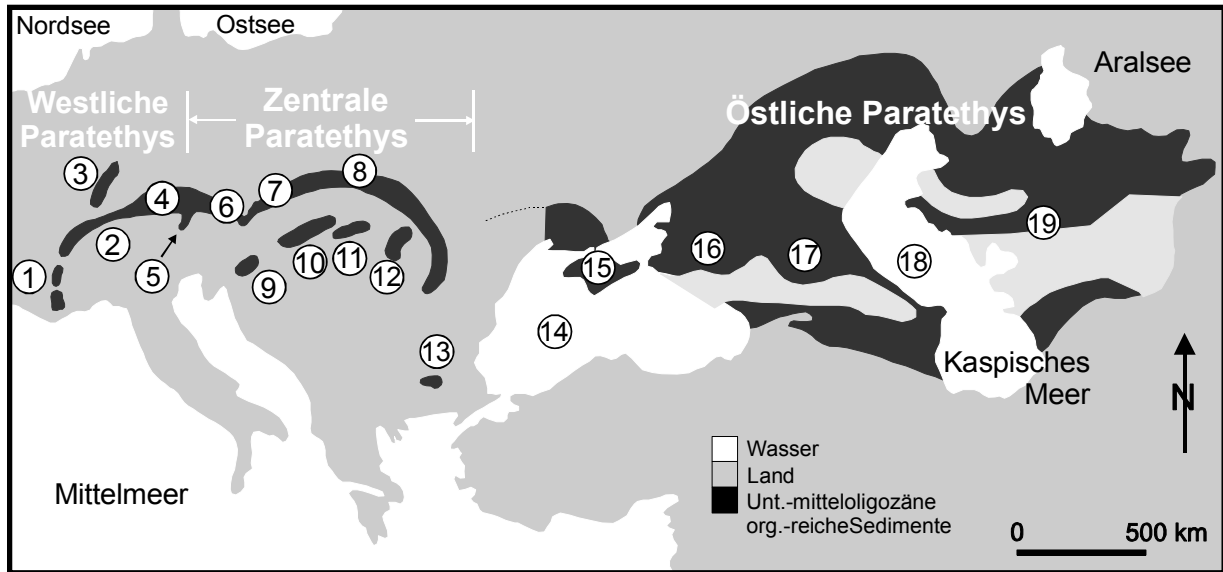 Nordsee
Ostsee
Aralsee
Westliche
Paratethys
Zentrale
Paratethys
Östliche Paratethys
3
4
6
7
8
1
2
5
9
10
11
12
13
14
15
16
17
18
19
Kaspisches
Meer
N
Mittelmeer
Wasser
Land
Unt.-mitteloligozäne
org.-reicheSedimente
0
500 km